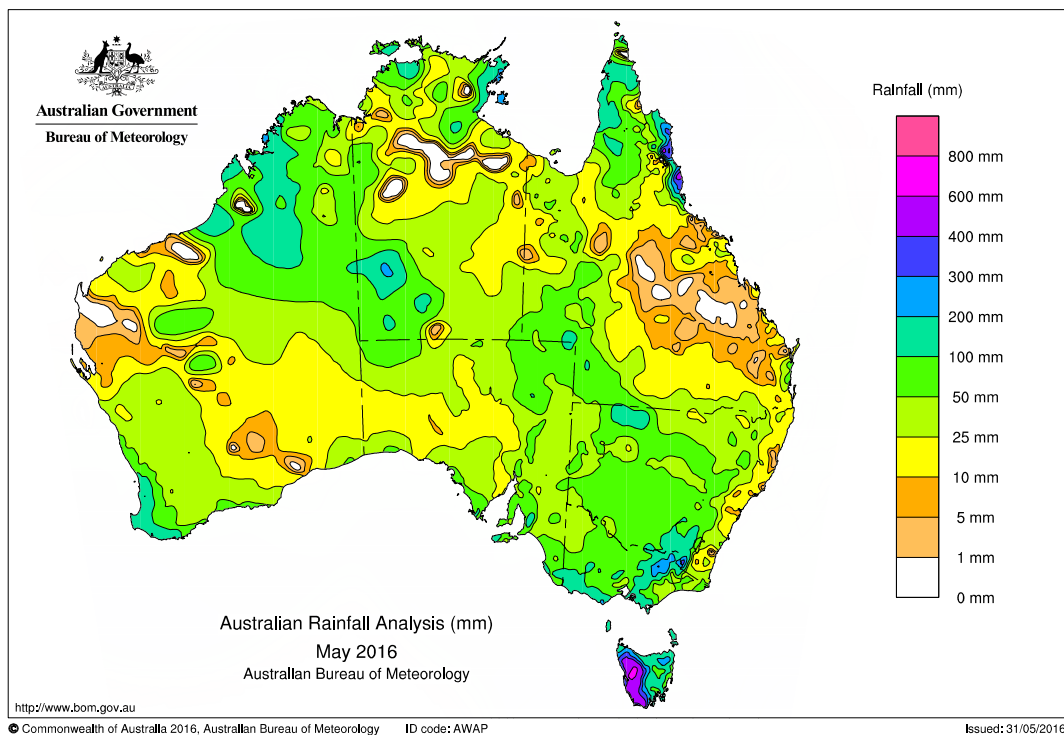 Australian Government
Bureau of Meteorology
Rainfall (mm)
800 mm
600 mm
400 mm
300 mm
200 mm
100 mm
50 mm
25 mm
10 mm
5 mm
1 mm
0 mm
Australian Rainfall Analysis (mm)
May 2016
Australian Bureau of Meteorology
http://www.bom.gov.au
© Commonwealth of Australia 2016, Australian Bureau of Meteorology ID code: AWAP Issued: 31/05/2016